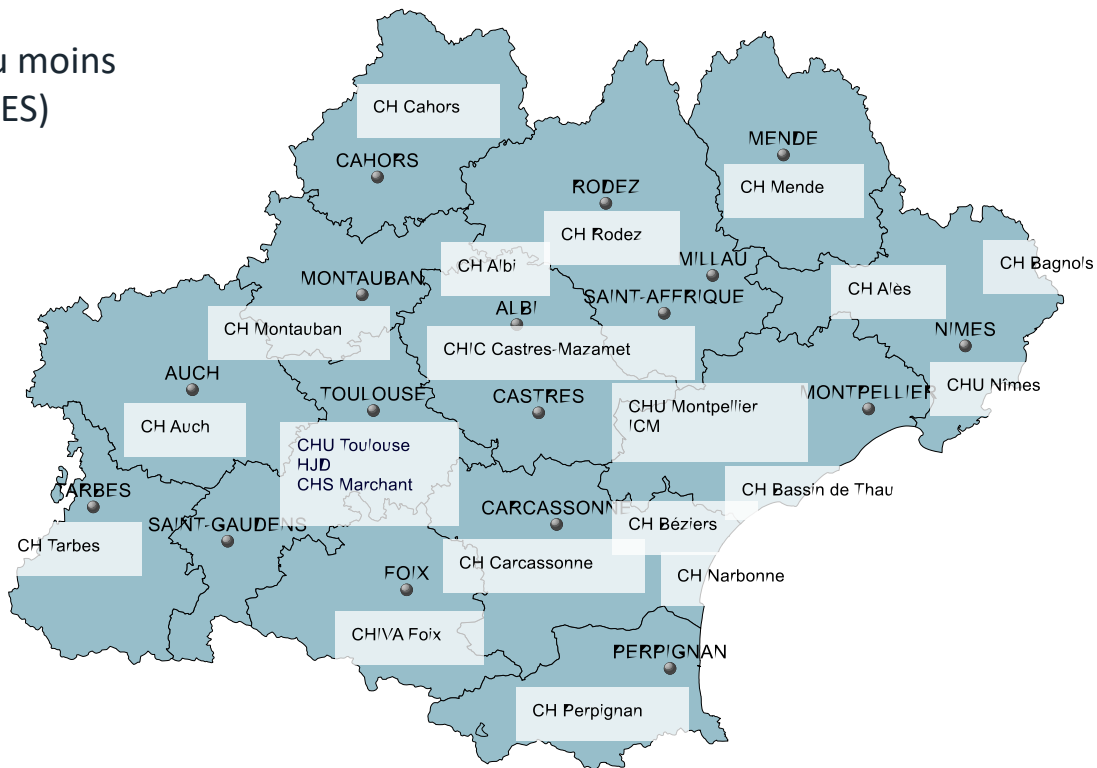 u moins
ES)
CH Cahors
CAHORS
MENDE
CH Mende
RODEZ
CH Rodez
CH Albi
MILLAU
CH Bagnols
MONTAUBAN
SAINT-AFFRIQUE
CH Alès
ALBI
CH Montauban
NIMES
CHIC Castres-Mazamet
AUCH
TOULOUSE
CASTRES
MONTPELLIER
CHU Nîmes
CHU Montpellier
ICM
CH Auch
CHU Toulouse
HJD
CHS Marchant
TARBES
CH Bassin de Thau
SAINT-GAUDENS
CARCASSONNE
CH Béziers
CH Tarbes
CH Carcassonne
FOIX
CH Narbonne
CHIVA Foix
PERPIGNAN
CH Perpignan